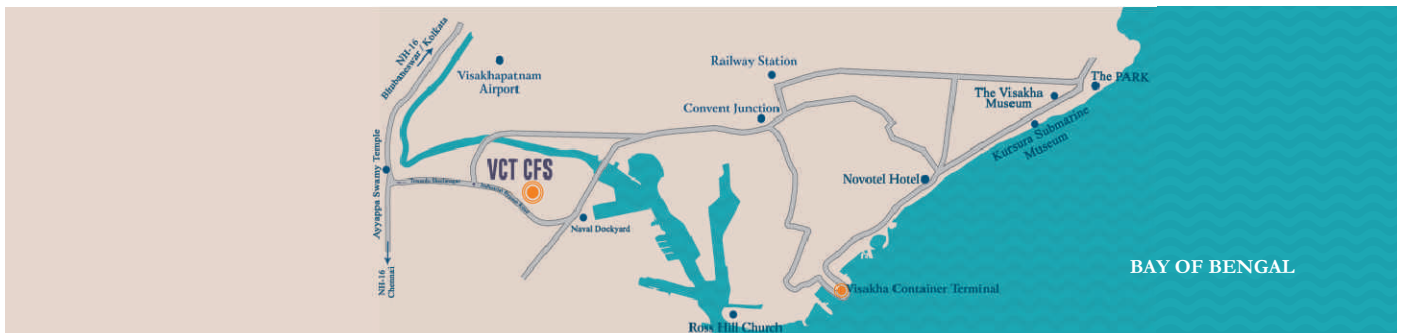 NH-16
Bhubaneswar / Kolkata
Visakhapatnam
Airport
Railway Station
Convent Junction
The PARK
The Visakha
Museum
Kursura Submarine
Museum
Ayyappa Swamy Temple
VCT CFS
Novotel Hotel
Naval Dockyard
NH-16
Chennai
BAY OF BENGAL
Visakha Container Terminal
Ross Hill Church